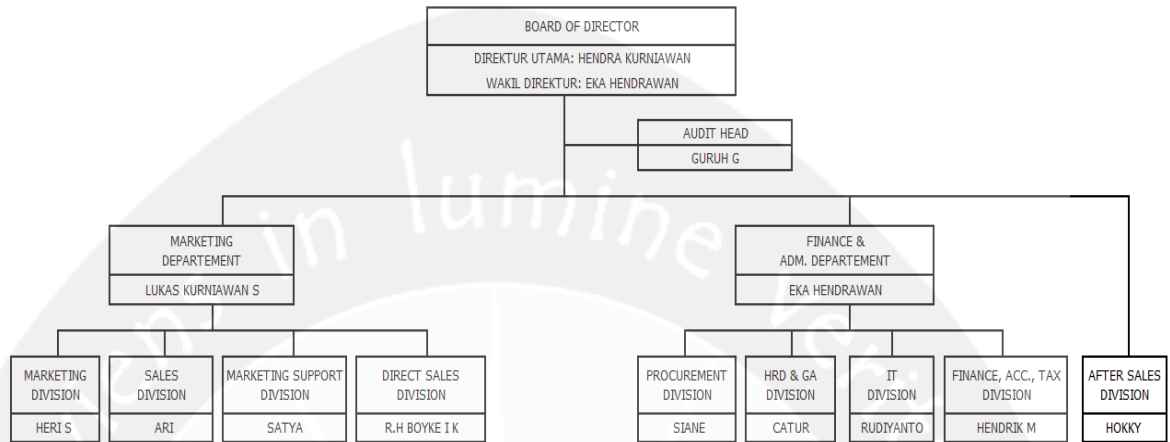 BOARD OF DIRECTOR
DIREKTUR UTAMA: HENDRA KURNIAWAN
WAKIL DIREKTUR: EKA HENDRAWAN
AUDIT HEAD
GURUH G
MARKETING
DEPARTEMENT
LUKAS KURNIAWAN S
FINANCE &
ADM. DEPARTEMENT
EKA HENDRAWAN
MARKETING
DIVISION
HERI S
SALES
DIVISION
ARI
MARKETING SUPPORT
DIVISION
SATYA
DIRECT SALES
DIVISION
R.H BOYKE I K
PROCUREMENT
DIVISION
SIANE
HRD & GA
DIVISION
CATUR
IT
DIVISION
RUDIYANTO
FINANCE, ACC., TAX
DIVISION
HENDRIK M
AFTER SALES
DIVISION
HOKKY
in lumine